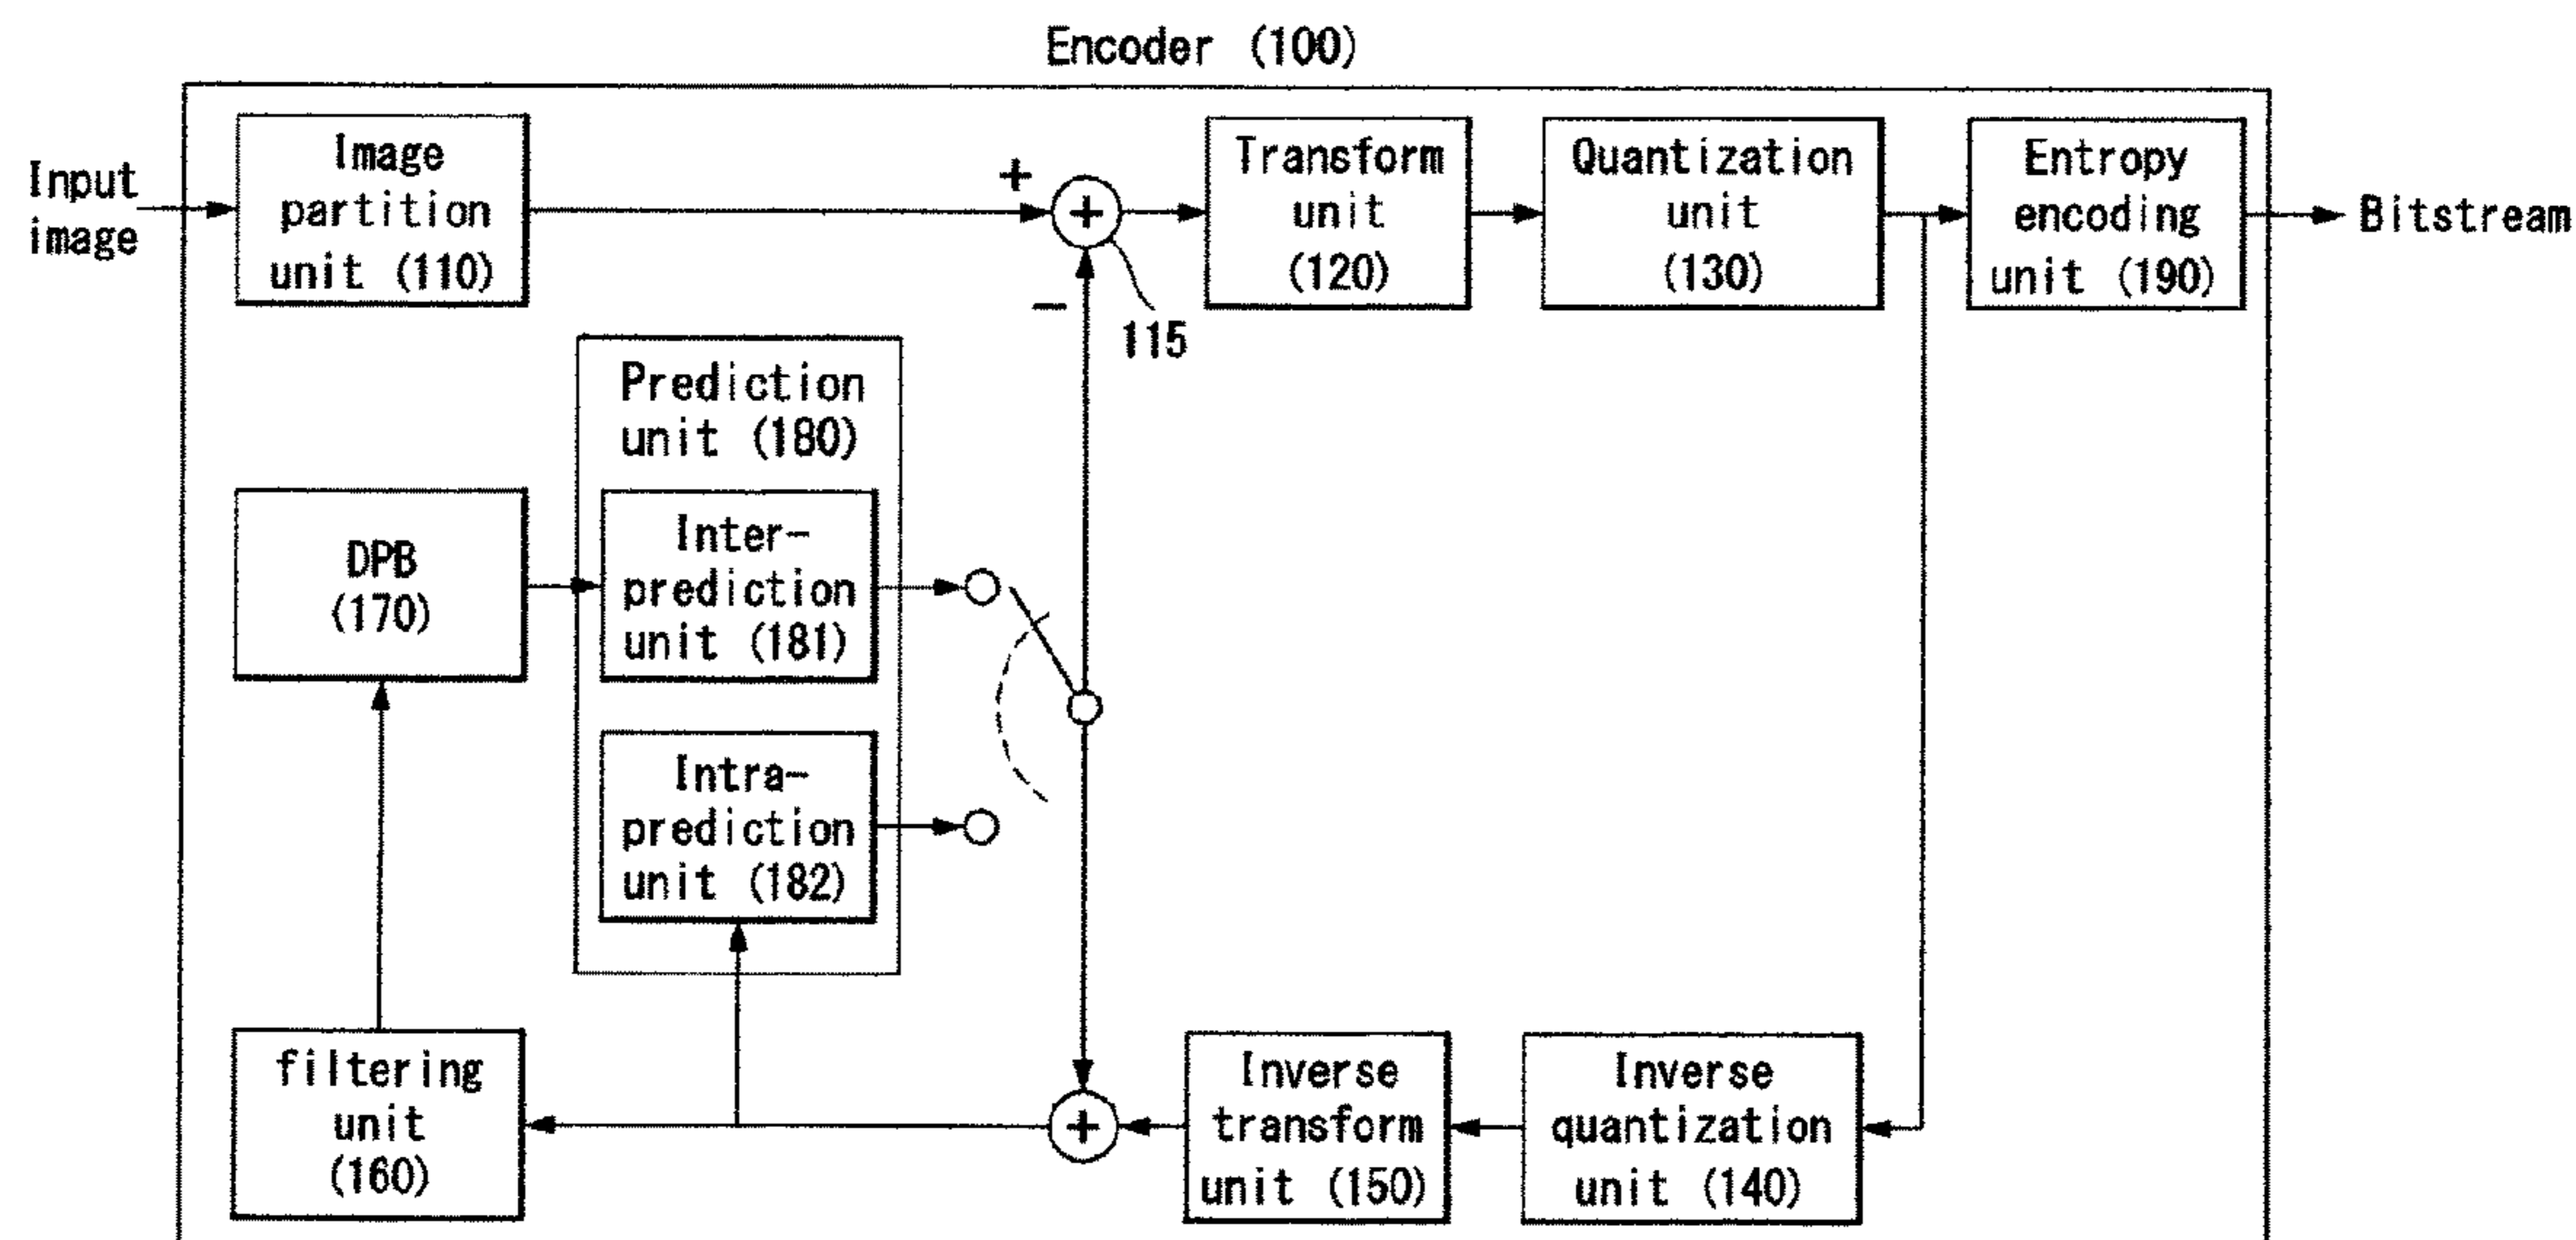 Encoder (100)
Input
image
Image
partition
unit (110)
+
+
−
115
Transform
unit
(120)
Quantization
unit
(130)
Entropy
encoding
unit (190)
Bitstream
Prediction
unit (180)
DPB
(170)
Inter-
prediction
unit (181)
Intra-
prediction
unit (182)
filtering
unit
(160)
+
Inverse
transform
unit (150)
Inverse
quantization
unit (140)